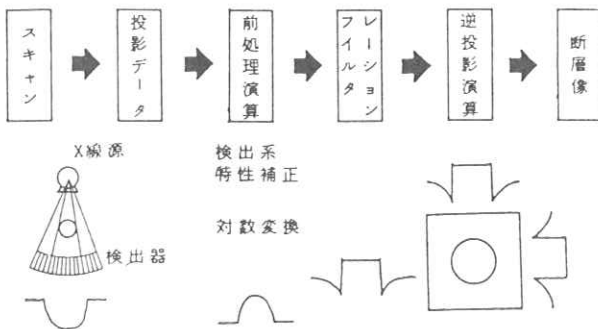 スキャン
投影データ
前処理演算
フィルタレーション
逆投影演算
断層像
X線源
検出器
検出系
特性補正
対数変換